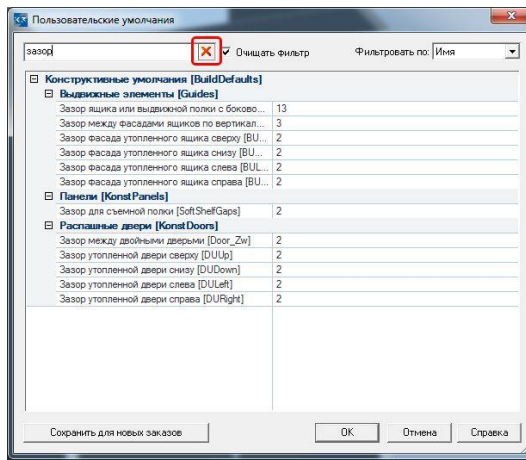 Пользовательские умолчания
зазор
Очищать фильтр
Фильтровать по: Имя
Конструктивные умолчания [BuildDefaults]
Выдвижные элементы [Guides]
Зазор ящика или выдвижной полки с боково... 13
Зазор между фасадами ящиков по вертикал... 3
Зазор фасада утопленного ящика сверху [BU... 2
Зазор фасада утопленного ящика снизу [BU... 2
Зазор фасада утопленного ящика слева [BUL... 2
Зазор фасада утопленного ящика справа [BU... 2
Панели [KonstPanels]
Зазор для съемной полки [SoftShelfGaps] 2
Распашные двери [KonstDoors]
Зазор между двойными дверьми [Door_Zw] 2
Зазор утопленной двери сверху [DUUp] 2
Зазор утопленной двери снизу [DUDown] 2
Зазор утопленной двери слева [DULeft] 2
Зазор утопленной двери справа [DURight] 2
Сохранить для новых заказов
OK
Отмена
Справка